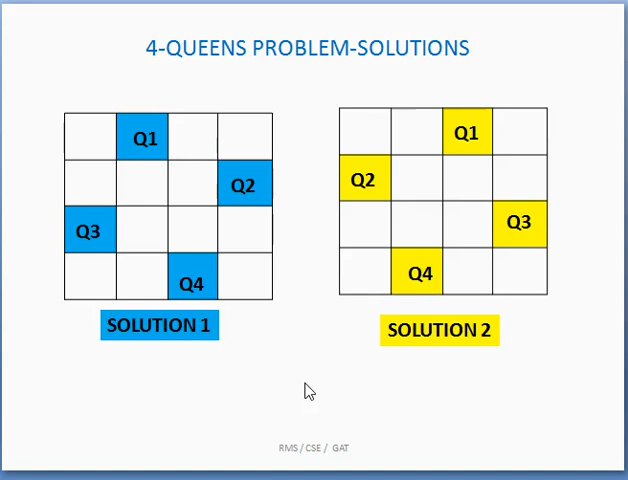 4-QUEENS PROBLEM-SOLUTIONS
Q1
Q2
Q3
Q4
SOLUTION 1
Q1
Q2
Q3
Q4
SOLUTION 2
RMS / CSE / GAT